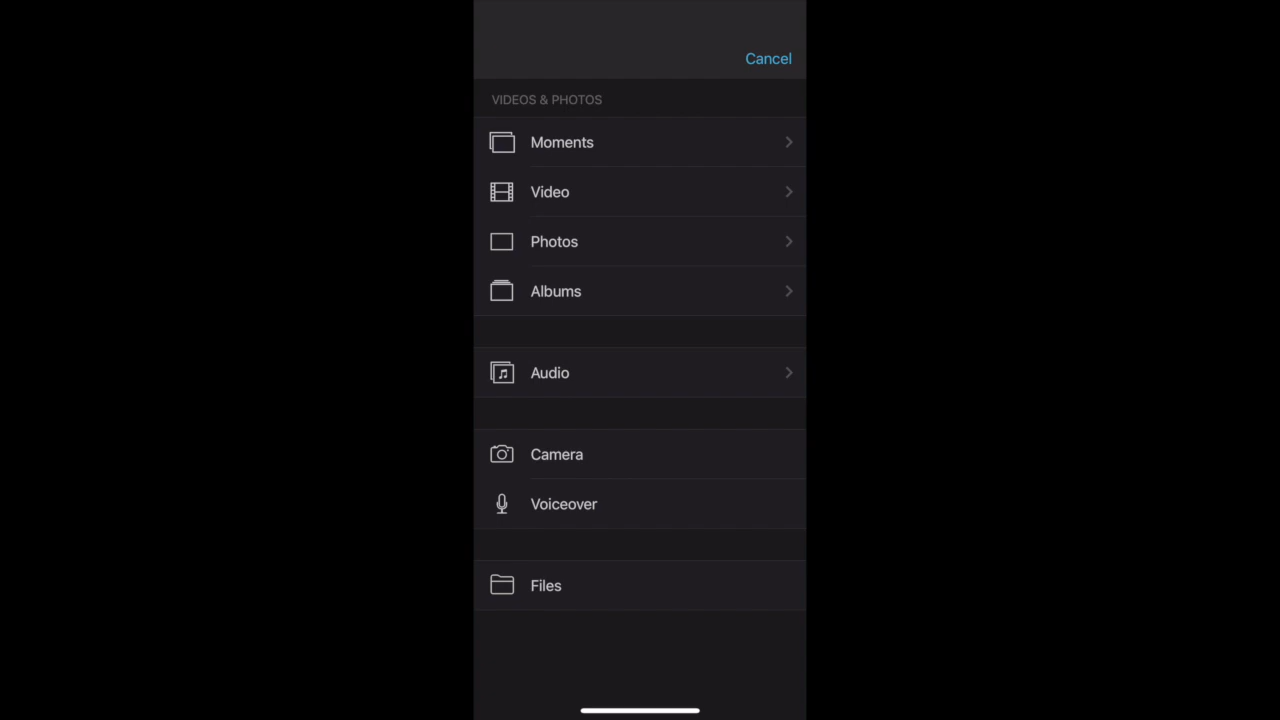 Cancel
VIDEOS & PHOTOS
Moments
Video
Photos
Albums
Audio
Camera
Voiceover
Files